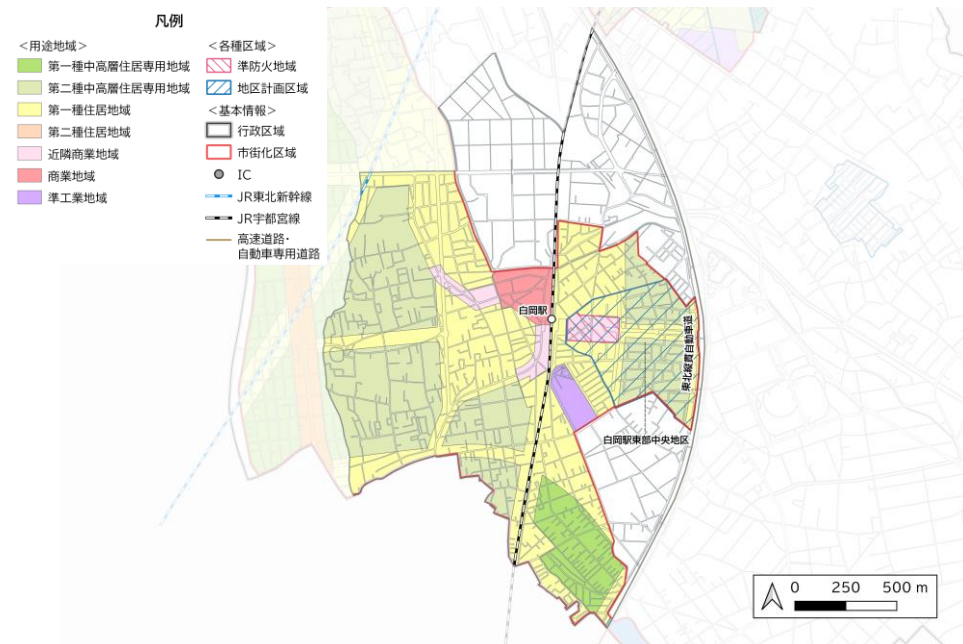 凡例
＜用途地域＞
第一種中高層住居専用地域
第二種中高層住居専用地域
第一種住居地域
第二種住居地域
近隣商業地域
商業地域
準工業地域
＜各種区域＞
準防火地域
地区計画区域
＜基本情報＞
行政区域
市街化区域
IC
JR東北新幹線
JR宇都宮線
高速道路・
自動車専用道路
白岡駅
東北縦貫自動車道
白岡駅東部中央地区
0 250 500 m